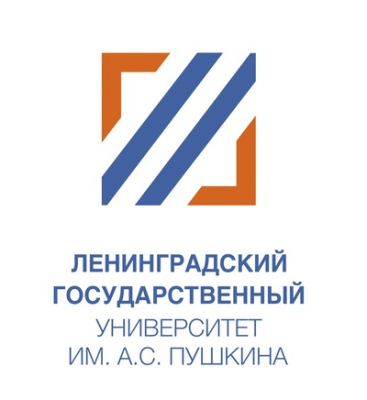 ЛЕНИНГРАДСКИЙ
ГОСУДАРСТВЕННЫЙ
УНИВЕРСИТЕТ
ИМ. А.С. ПУШКИНА